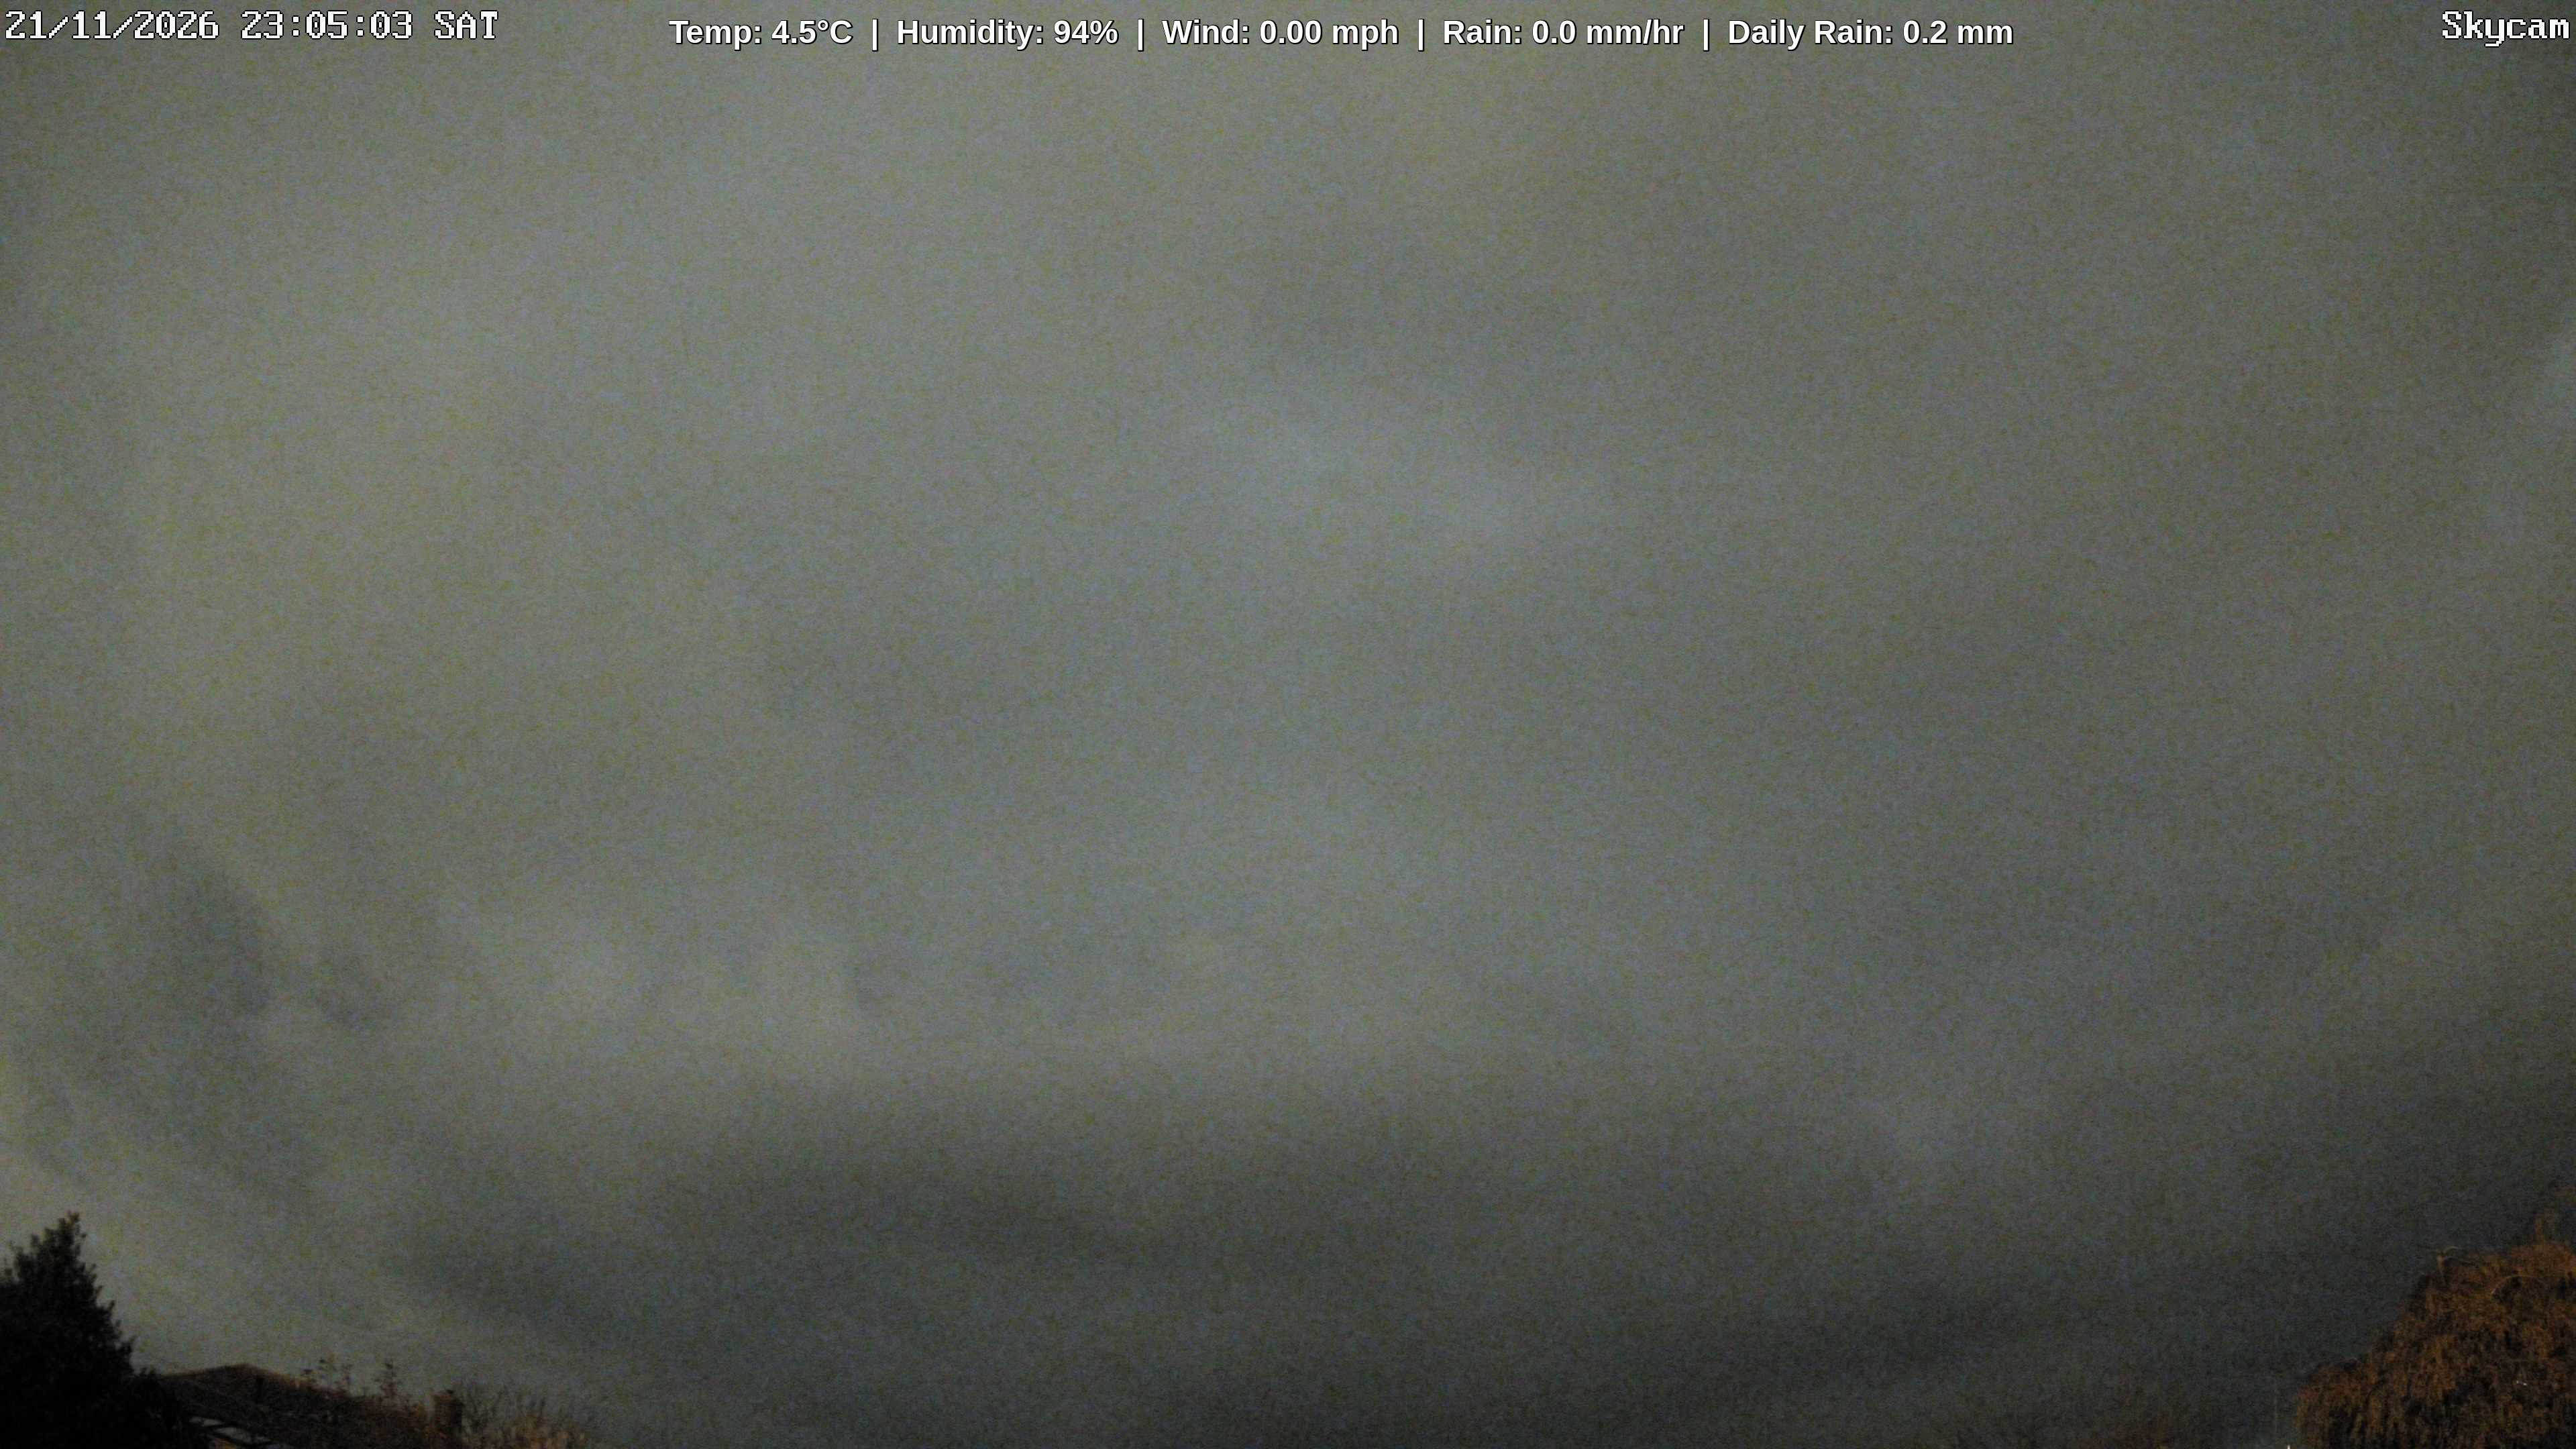 21/11/2026 23:05:03 SAT
Temp: 4.5°C | Humidity: 94% | Wind: 0.00 mph | Rain: 0.0 mm/hr | Daily Rain: 0.2 mm
Skycam